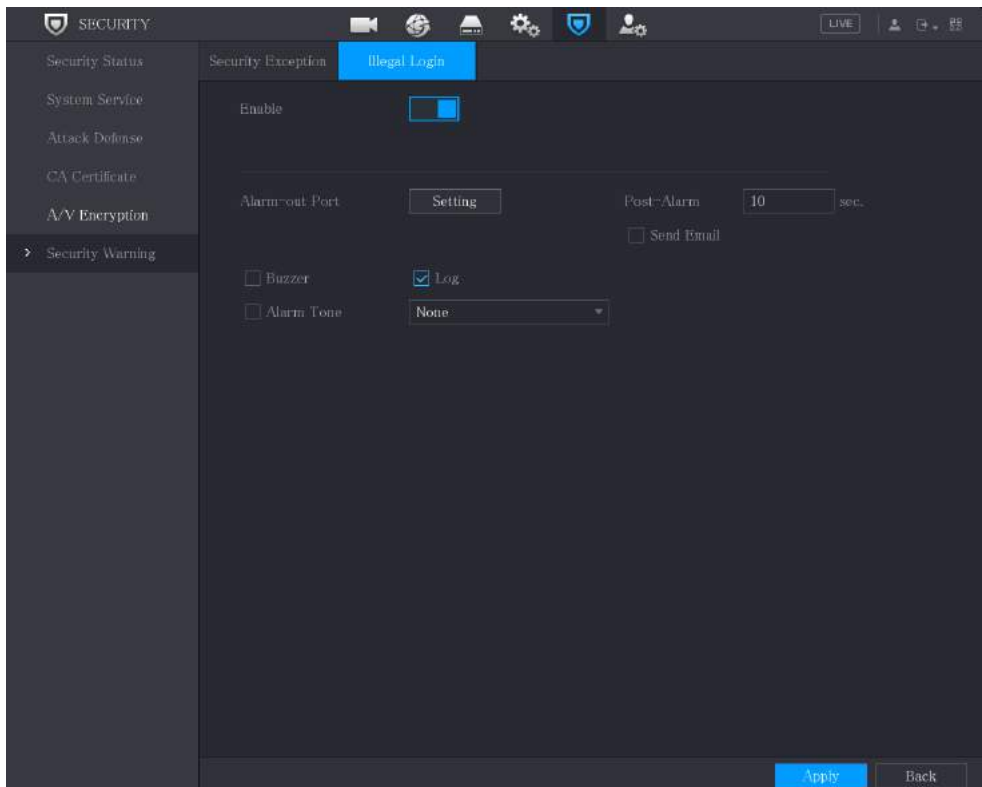 SECURITY
LIVE
Security Status
System Service
Attack Defense
CA Certificate
A/V Encryption
Security Warning
Security Exception
Illegal Login
Enable
Alarm-out Port
Setting
Post-Alarm
10
sec.
Send Email
Buzzer
Log
Alarm Tone
None
Apply
Back